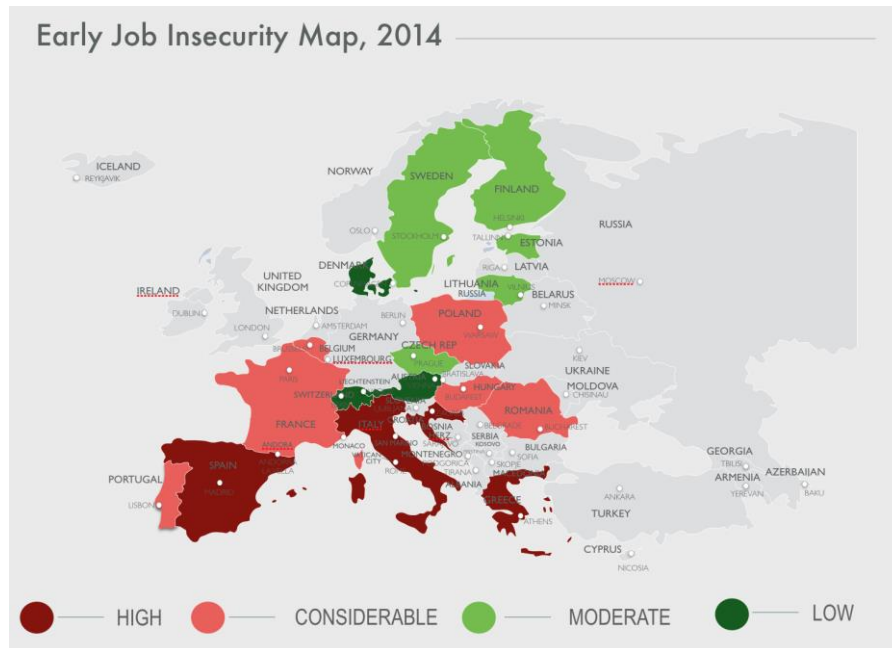 Early Job Insecurity Map, 2014
ICELAND
REYKJAVIK
NORWAY
SWEDEN
FINLAND
HELSINKI
RUSSIA
OSLO
STOCKHOLM
TALLINN
ESTONIA
DENMARK
RIGA
LATVIA
UNITED
KINGDOM
LITHUANIA
RUSSIA
VILNIUS
MOSCOW
IRELAND
BELARUS
MINSK
DUBLIN
NETHERLANDS
BERLIN
POLAND
LONDON
AMSTERDAM
GERMANY
WARSAW
BELGIUM
CZECH REP
KIEV
LUXEMBOURG
PRAGUE
SLOVARIA
UKRAINE
PARIS
LIECHTENSTEIN
BRATISLAVA
HUNGARY
MOLDOVA
CHISINAU
BUDAPEST
FRANCE
ITALY
ROMANIA
BUCHAREST
ANDORA
MONACO
SAN MARINO
SERBIA
KOSOVO
BULGARIA
SOFIA
GEORGIA
PORTUGAL
SPAIN
VATICAN
CITY
MONTENEGRO
PODGORICA
SKOPJE
TBILISI
ARMENIA
AZERBAIJAN
MADRID
TIRANA
ALBANIA
ANKARA
YEREVAN
BAKU
LISBON
GREECE
ATHENS
TURKEY
CYPRUS
NICOSIA
HIGH
CONSIDERABLE
MODERATE
LOW